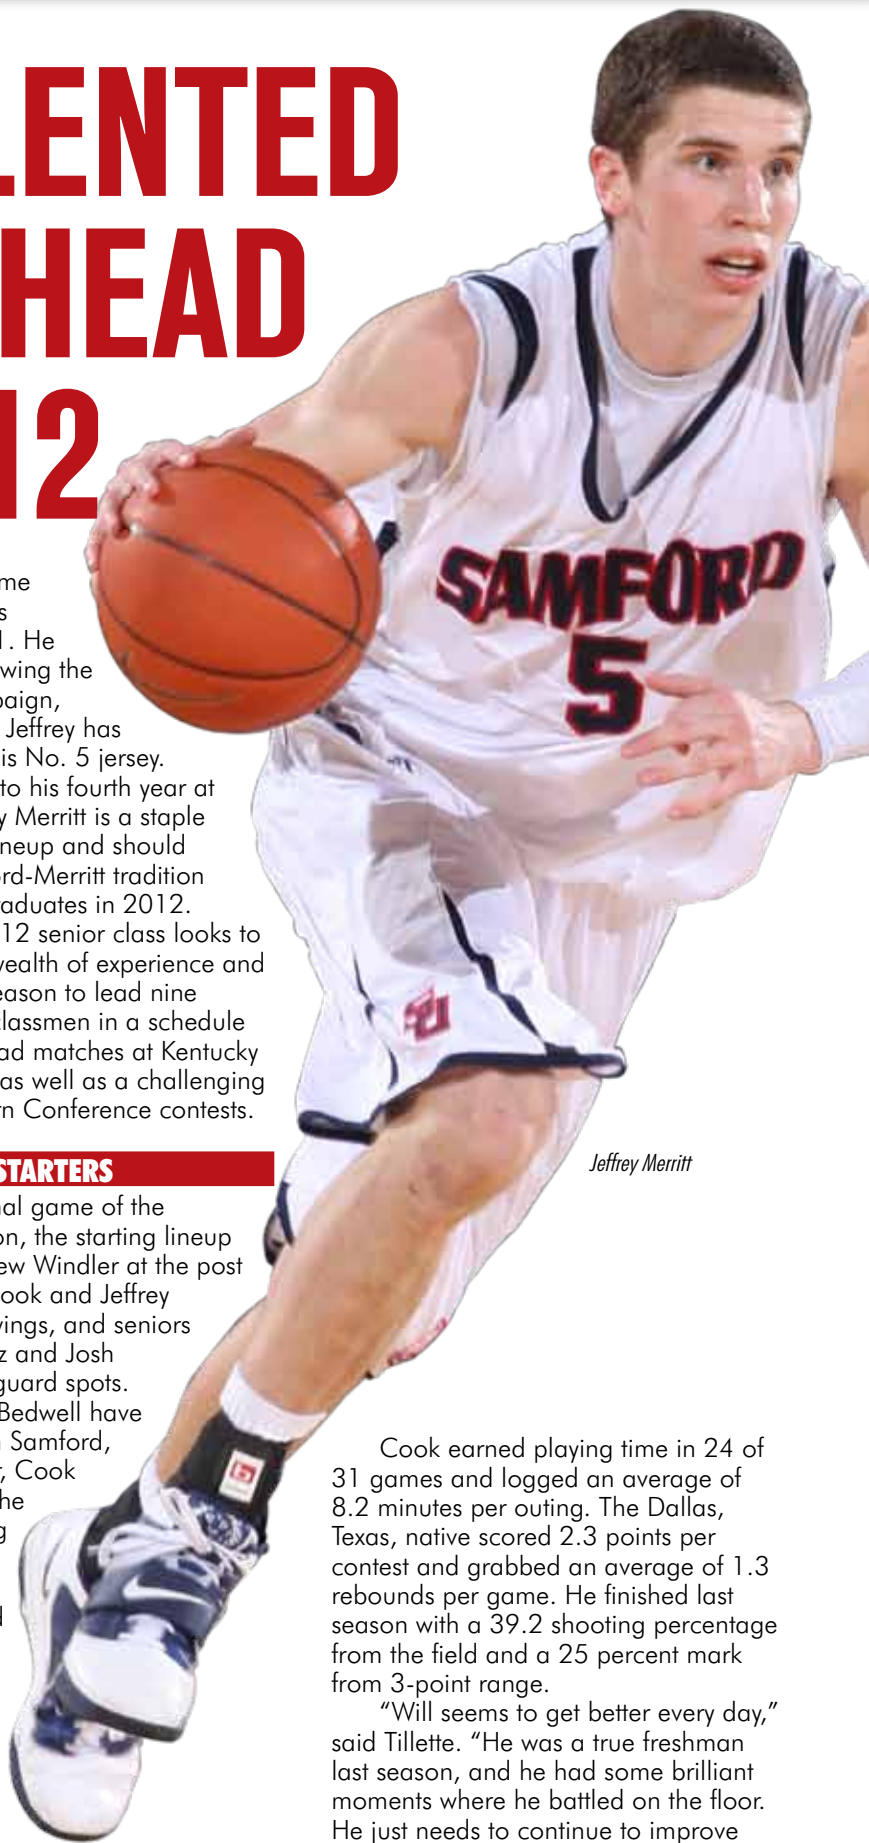 LENTED
HEAD
12
me
s
1. He
wing the
paign,
Jeffrey has
is No. 5 jersey.
to his fourth year at
y Merritt is a staple
neup and should
rd-Merritt tradition
raduates in 2012.
12 senior class looks to
wealth of experience and
eason to lead nine
classmen in a schedule
ad matches at Kentucky
as well as a challenging
rn Conference contests.
STARTERS
nal game of the
on, the starting lineup
ew Windler at the post
ook and Jeffrey
wings, and seniors
z and Josh
guard spots.
Bedwell have
n Samford,
r, Cook
he
g
d
SAMFORD
5
SU
Jeffrey Merritt
Cook earned playing time in 24 of
31 games and logged an average of
8.2 minutes per outing. The Dallas,
Texas, native scored 2.3 points per
contest and grabbed an average of 1.3
rebounds per game. He finished last
season with a 39.2 shooting percentage
from the field and a 25 percent mark
from 3-point range.
“Will seems to get better every day,”
said Tillette. “He was a true freshman
last season, and he had some brilliant
moments where he battled on the floor.
He just needs to continue to improve